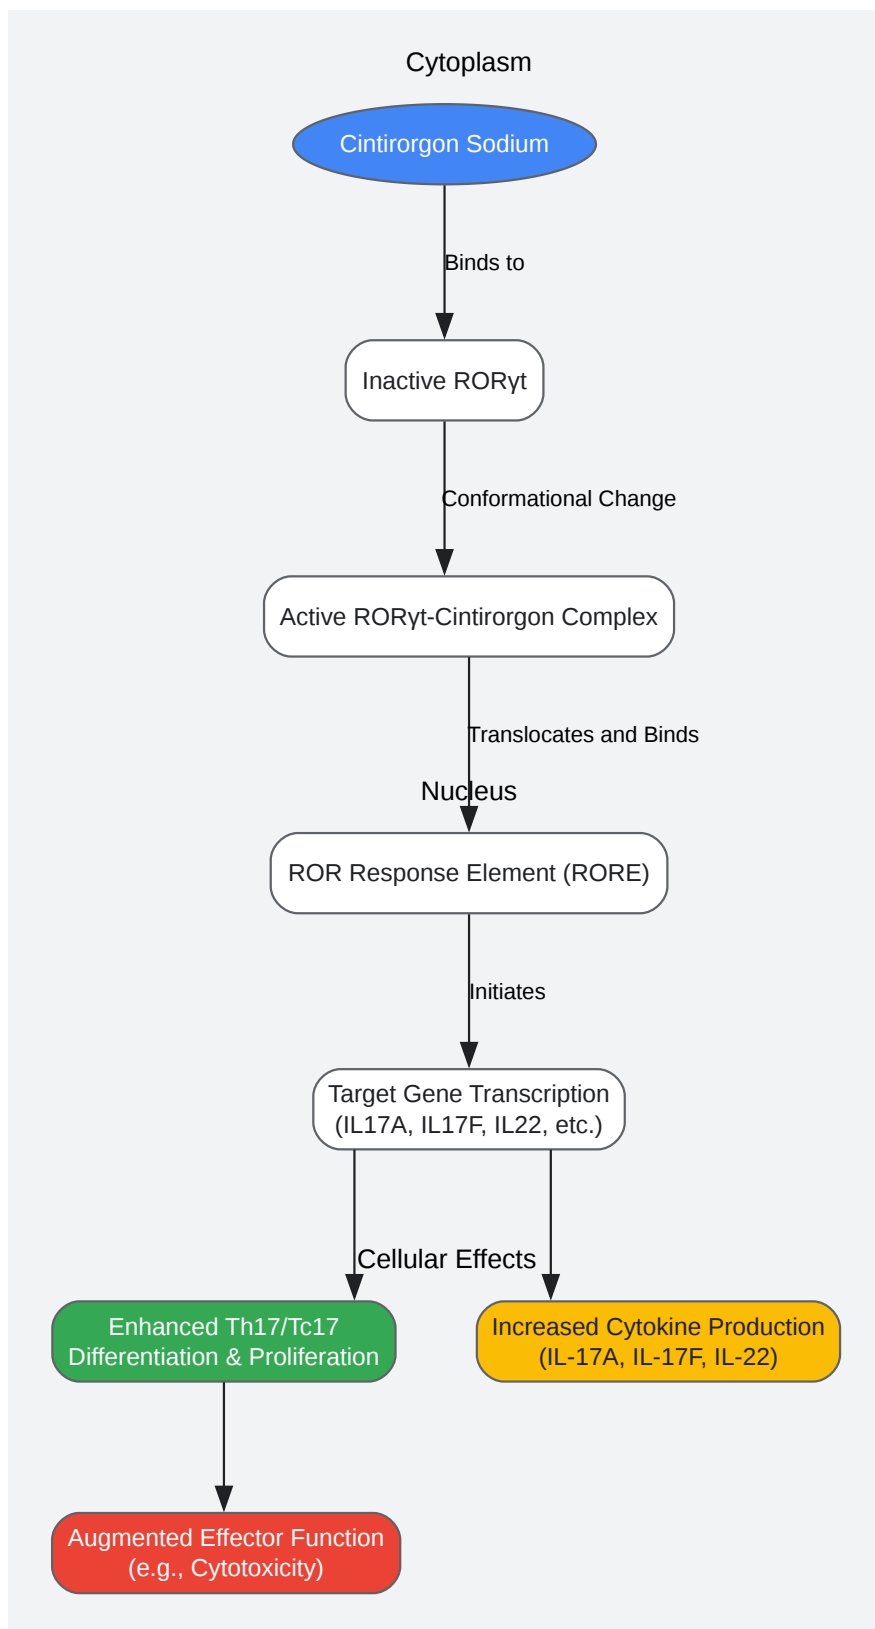 Cytoplasm
Cintirorgon Sodium
Binds to
Inactive RORγt
Conformational Change
Active RORγt-Cintirorgon Complex
Translocates and Binds
Nucleus
ROR Response Element (RORE)
Initiates
Target Gene Transcription
(IL17A, IL17F, IL22, etc.)
Cellular Effects
Enhanced Th17/Tc17
Differentiation & Proliferation
Increased Cytokine Production
(IL-17A, IL-17F, IL-22)
Augmented Effector Function
(e.g., Cytotoxicity)